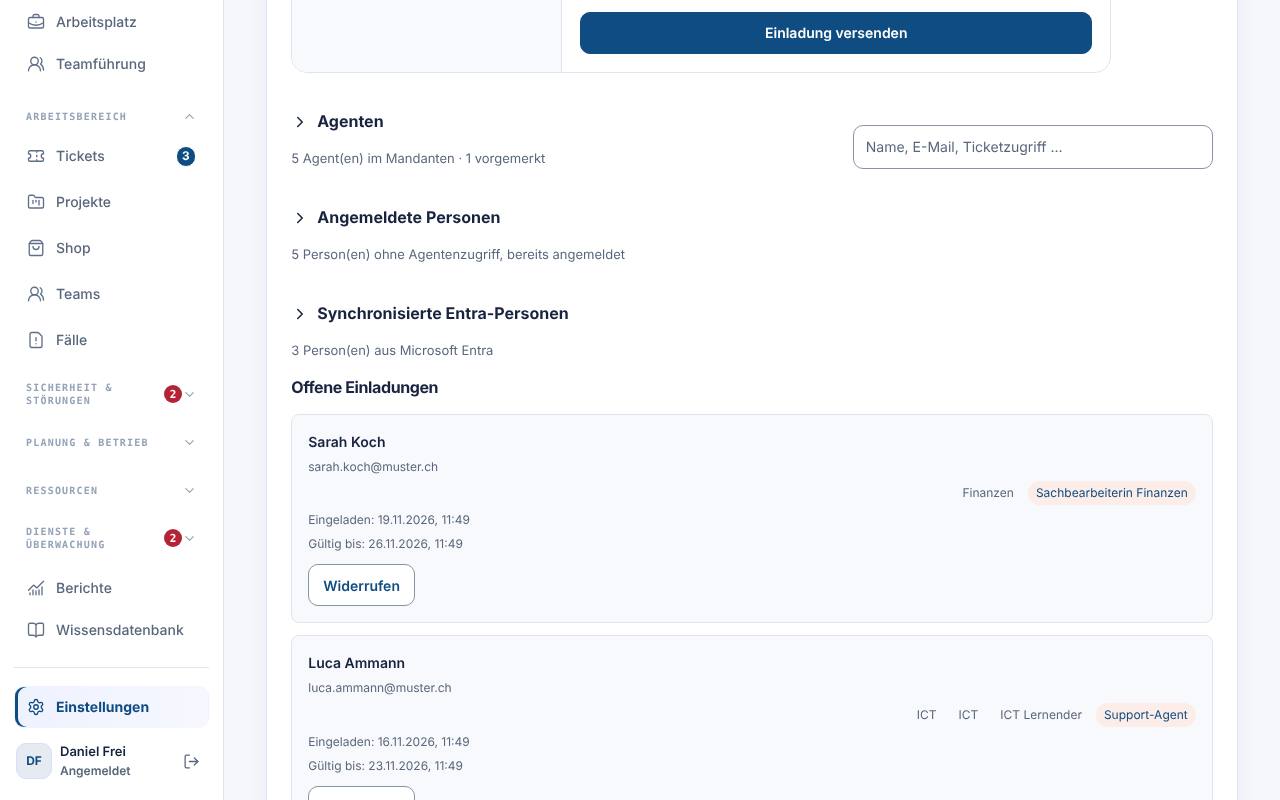 Arbeitsplatz
Teamführung
ARBEITSBEREICH
Tickets
3
Projekte
Shop
Teams
Fälle
SICHERHEIT &
STÖRUNGEN
2
PLANUNG & BETRIEB
RESSOURCEN
DIENSTE &
ÜBERWACHUNG
2
Berichte
Wissensdatenbank
Einstellungen
DF
Daniel Frei
Angemeldet
Einladung versenden
Agenten
5 Agent(en) im Mandanten · 1 vorgemerkt
Name, E-Mail, Ticketzugriff ...
Angemeldete Personen
5 Person(en) ohne Agentenzugriff, bereits angemeldet
Synchronisierte Entra-Personen
3 Person(en) aus Microsoft Entra
Offene Einladungen
Sarah Koch
sarah.koch@muster.ch
Finanzen Sachbearbeiterin Finanzen
Eingeladen: 19.11.2026, 11:49
Gültig bis: 26.11.2026, 11:49
Widerrufen
Luca Ammann
luca.ammann@muster.ch
ICT ICT ICT Lernender Support-Agent
Eingeladen: 16.11.2026, 11:49
Gültig bis: 23.11.2026, 11:49